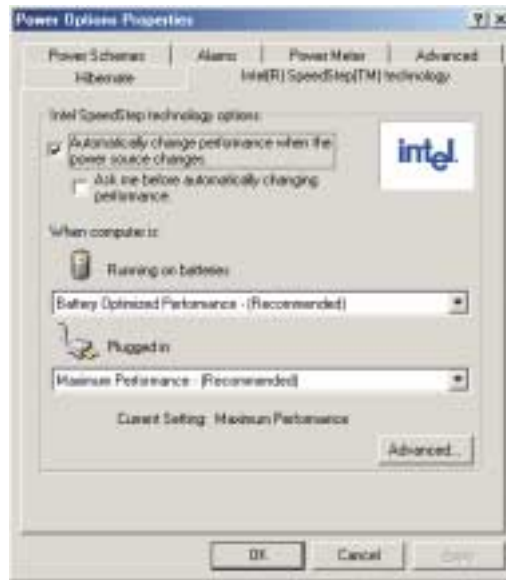 Power Options Properties
Power Schemes Alarms Power Meter Advanced
Hibernate Intel(R) SpeedStep(TM) technology
Intel SpeedStep technology options
Automatically change performance when the
power source changes
Ask me before automatically changing
performance.
intel.
When computer is:
Running on batteries
Battery Optimized Performance - (Recommended)
Plugged in
Maximum Performance - (Recommended)
Current Setting: Maximum Performance
Advanced...
OK Cancel Apply